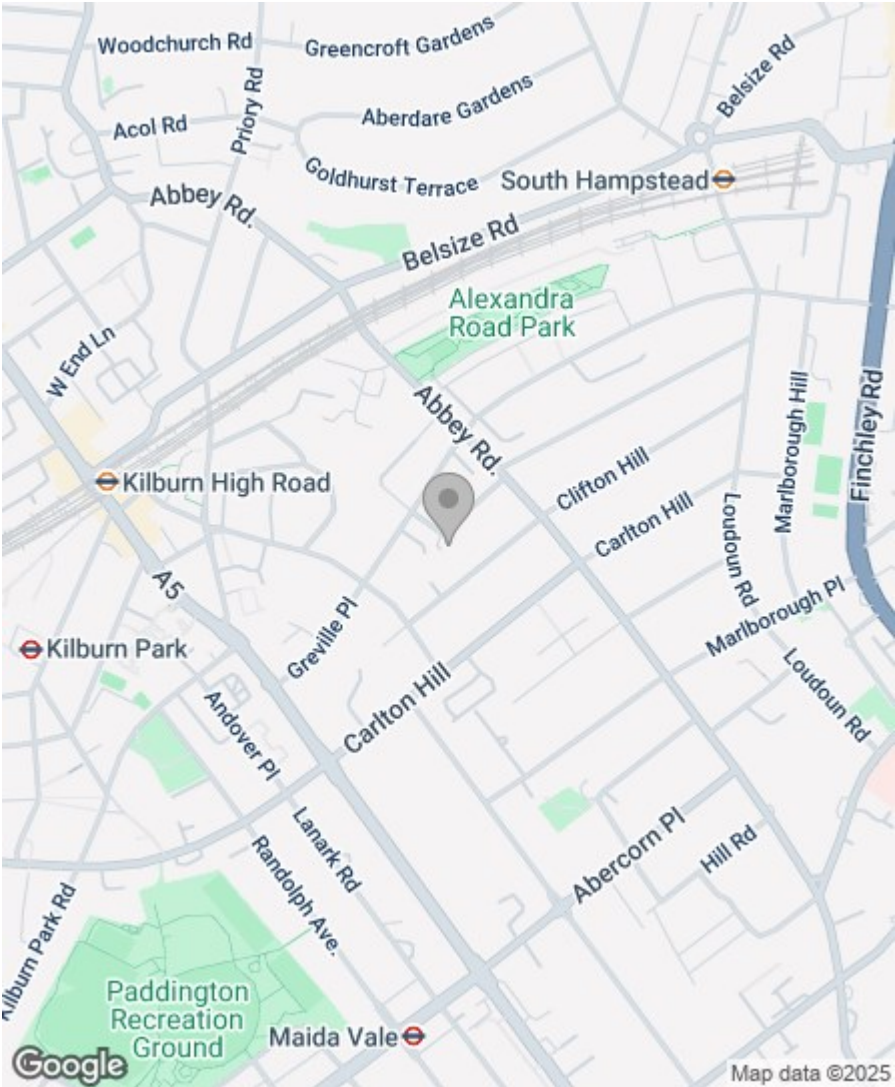 Woodchurch Rd
Greencroft Gardens
Belsize Rd
Priory Rd
Aberdare Gardens
Acol Rd
Goldhurst Terrace
South Hampstead
Abbey Rd.
Belsize Rd
Alexandra
Road Park
W End Ln
Finchley Rd
Marlborough Hill
Abbey Rd.
Clifton Hill
Kilburn High Road
Carlton Hill
Loudoun Rd
A5
Marlborough Pl
Greville Pl
Kilburn Park
Loudoun Rd
Carlton Hill
Andover Pl
Lanark Rd
Abercorn Pl
Hill Rd
Randolph Ave.
Kilburn Park Rd
Paddington
Recreation
Ground
Maida Vale
Google
Map data ©2025